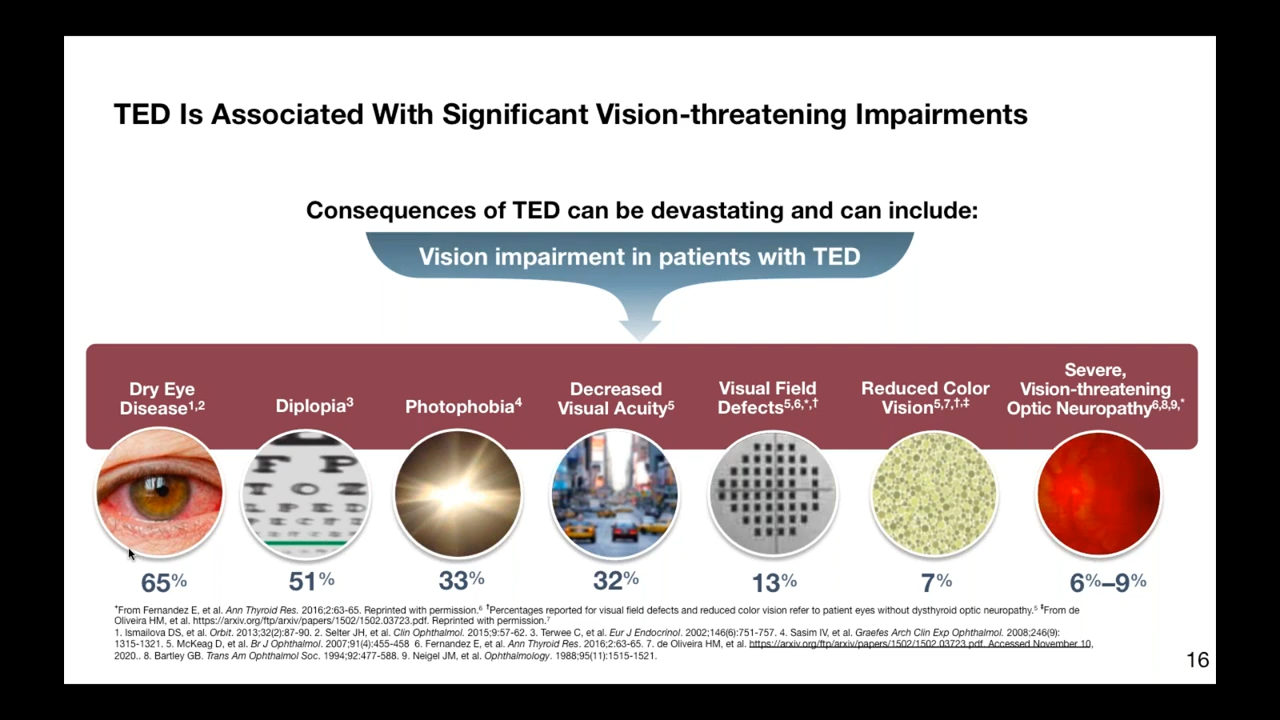 TED Is Associated With Significant Vision-threatening Impairments
Consequences of TED can be devastating and can include:
Vision impairment in patients with TED
Dry Eye
Disease1,2
Diplopia3
Photophobia4
Decreased
Visual Acuity5
Visual Field
Defects5,6,*,†
Reduced Color
Vision5,7,†,‡
Severe,
Vision-threatening
Optic Neuropathy6,8,9,*
F P
T O Z
L P E D
65%
51%
33%
32%
13%
7%
6%–9%
*From Fernandez E, et al. Ann Thyroid Res. 2016;2:63-65. Reprinted with permission.6 †Percentages reported for visual field defects and reduced color vision refer to patient eyes without dysthyroid optic neuropathy.5 ‡From de
Oliveira HM, et al. https://arxiv.org/ftp/arxiv/papers/1502/1502.03723.pdf. Reprinted with permission.7
1. Ismailova DS, et al. Orbit. 2013;32(2):87-90. 2. Selter JH, et al. Clin Ophthalmol. 2015;9:57-62. 3. Terwee C, et al. Eur J Endocrinol. 2002;146(6):751-757. 4. Sasim IV, et al. Graefes Arch Clin Exp Ophthalmol. 2008;246(9):
1315-1321. 5. McKeag D, et al. Br J Ophthalmol. 2007;91(4):455-458 6. Fernandez E, et al. Ann Thyroid Res. 2016;2:63-65. 7. de Oliveira HM, et al. https://arxiv.org/ftp/arxiv/papers/1502/1502.03723.pdf. Accessed November 10,
2020.. 8. Bartley GB. Trans Am Ophthalmol Soc. 1994;92:477-588. 9. Neigel JM, et al. Ophthalmology. 1988;95(11):1515-1521.
16